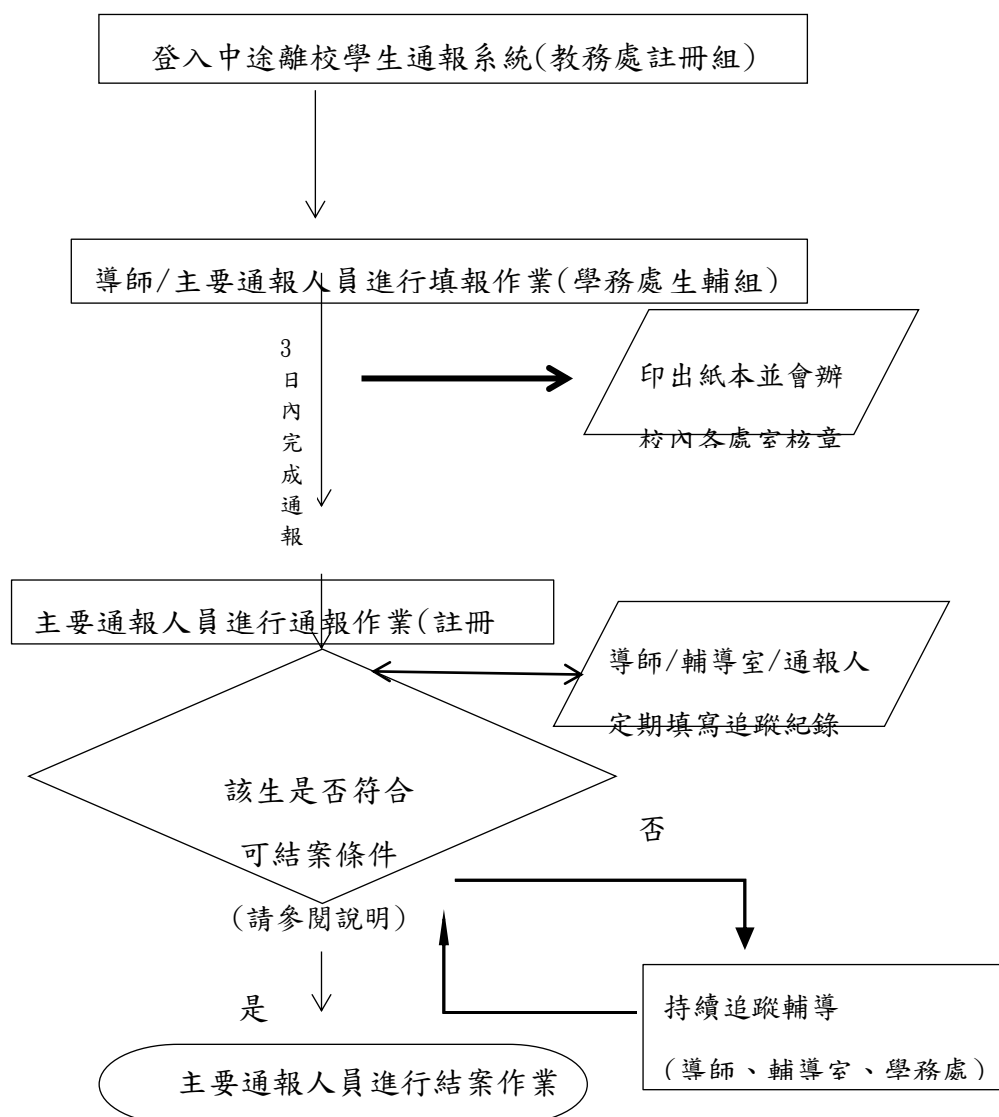 登入中途離校學生通報系統(教務處註冊組)
導師/主要通報人員進行填報作業(學務處生輔組)
3
日
內
完
成
通
報
印出紙本並會辦
校內各處室核章
主要通報人員進行通報作業(註冊
導師/輔導室/通報人
定期填寫追蹤紀錄
該生是否符合
可結案條件
(請參閱說明)
否
是
持續追蹤輔導
(導師、輔導室、學務處)
主要通報人員進行結案作業